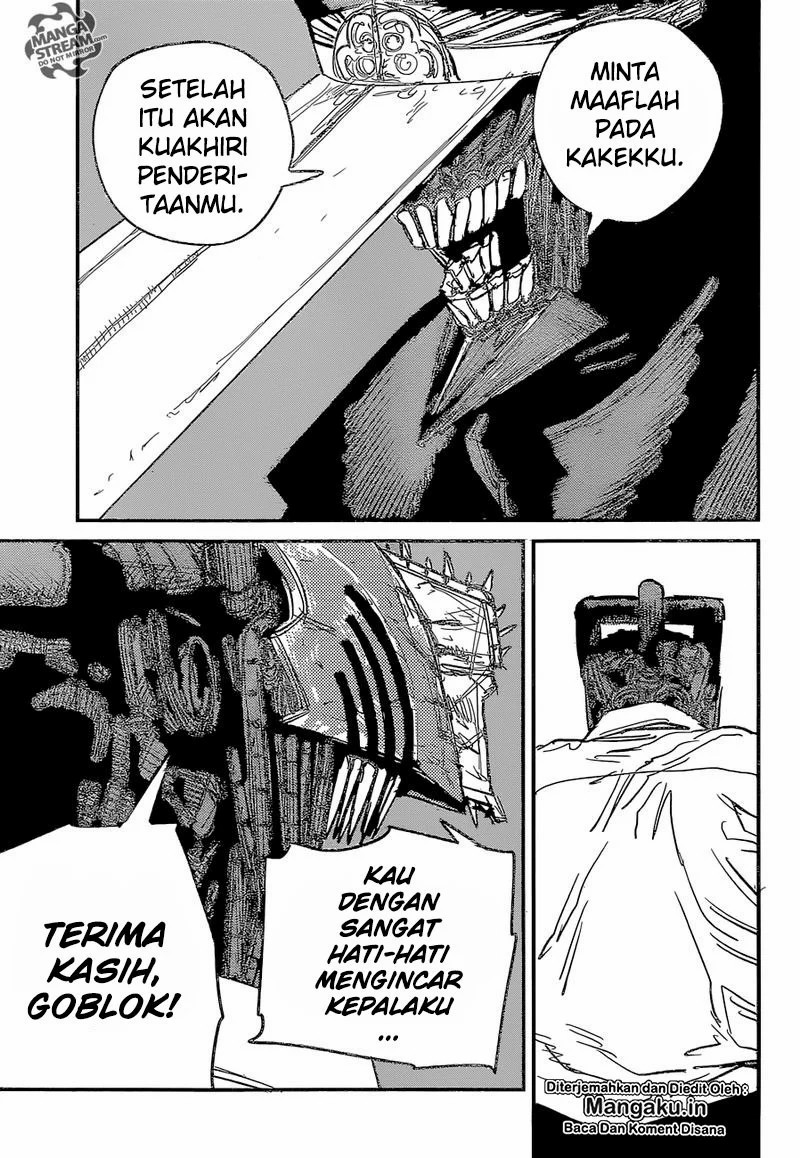 MANGA
STREAM.com
DO NOT MIRROR
MINTA
MAAFLAH
PADA
KAKEKKU.
SETELAH
ITU AKAN
KUAKHIRI
PENDERI-
TAANMU.
KAU
DENGAN
SANGAT
HATI-HATI
MENGINCAR
KEPALAKU
...
TERIMA
KASIH,
GOBLOK!
Diterjemahkan dan Diedit Oleh :
Mangaku.in
Baca Dan Koment Disana